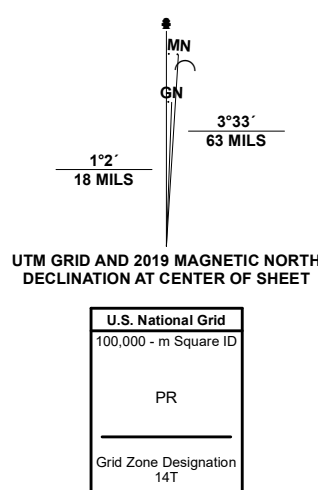 MN
GN
3°33´
63 MILS
1°2´
18 MILS
UTM GRID AND 2019 MAGNETIC NORTH
DECLINATION AT CENTER OF SHEET
U.S. National Grid
100,000 - m Square ID
PR
Grid Zone Designation
14T